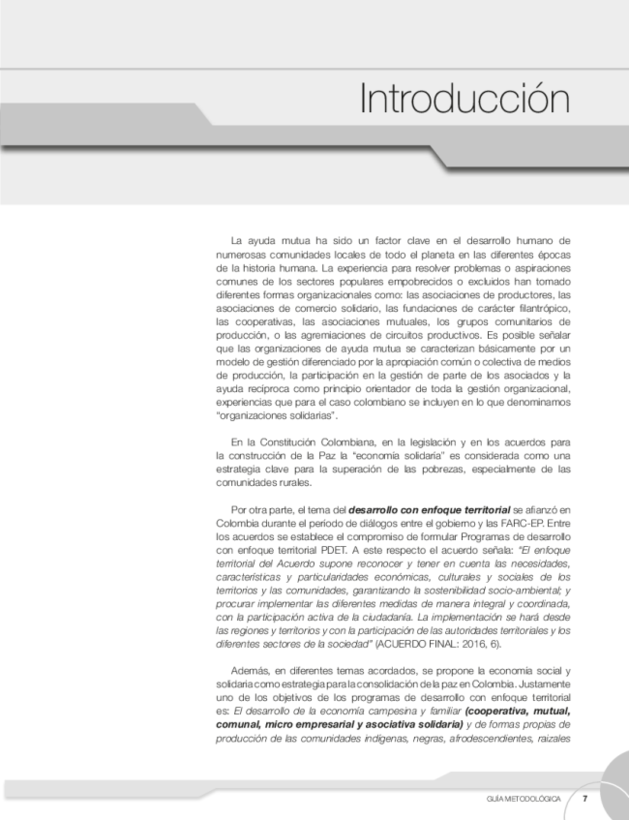 Introducción
La ayuda mutua ha sido un factor clave en el desarrollo humano de
numerosas comunidades locales de todo el planeta en las diferentes épocas
de la historia humana. La experiencia para resolver problemas o aspiraciones
comunes de los sectores populares empobrecidos o excluidos han tomado
diferentes formas organizacionales como: las asociaciones de productores, las
asociaciones de comercio solidario, las fundaciones de carácter filantrópico,
las cooperativas, las asociaciones mutuales, los grupos comunitarios de
producción, o las agremiaciones de circuitos productivos. Es posible señalar
que las organizaciones de ayuda mutua se caracterizan básicamente por un
modelo de gestión diferenciado por la apropiación común o colectiva de medios
de producción, la participación en la gestión de parte de los asociados y la
ayuda recíproca como principio orientador de toda la gestión organizacional,
experiencias que para el caso colombiano se incluyen en lo que denominamos
"organizaciones solidarias".
En la Constitución Colombiana, en la legislación y en los acuerdos para
la construcción de la Paz la "economía solidaria" es considerada como una
estrategia clave para la superación de las pobrezas, especialmente de las
comunidades rurales.
Por otra parte, el tema del desarrollo con enfoque territorial se afianzó en
Colombia durante el periodo de diálogos entre el gobierno y las FARC-EP. Entre
los acuerdos se establece el compromiso de formular Programas de desarrollo
con enfoque territorial PDET. A este respecto el acuerdo señala: "El enfoque
territorial del Acuerdo supone reconocer y tener en cuenta las necesidades,
características y particularidades económicas, culturales y sociales de los
territorios y las comunidades, garantizando la sostenibilidad socio-ambiental; y
procurar implementar las diferentes medidas de manera integral y coordinada,
con la participación activa de la ciudadanía. La implementación se hará desde
las regiones y territorios y con la participación de las autoridades territoriales y los
diferentes sectores de la sociedad" (ACUERDO FINAL: 2016, 6).
Además, en diferentes temas acordados, se propone la economía social y
solidaria como estrategia para la consolidación de la paz en Colombia. Justamente
uno de los objetivos de los programas de desarrollo con enfoque territorial
es: El desarrollo de la economía campesina y familiar (cooperativa, mutual,
comunal, micro empresarial y asociativa solidaria) y de formas propias de
producción de las comunidades indígenas, negras, afrodescendientes, raizales
GUÍA METODOLÓGICA 7